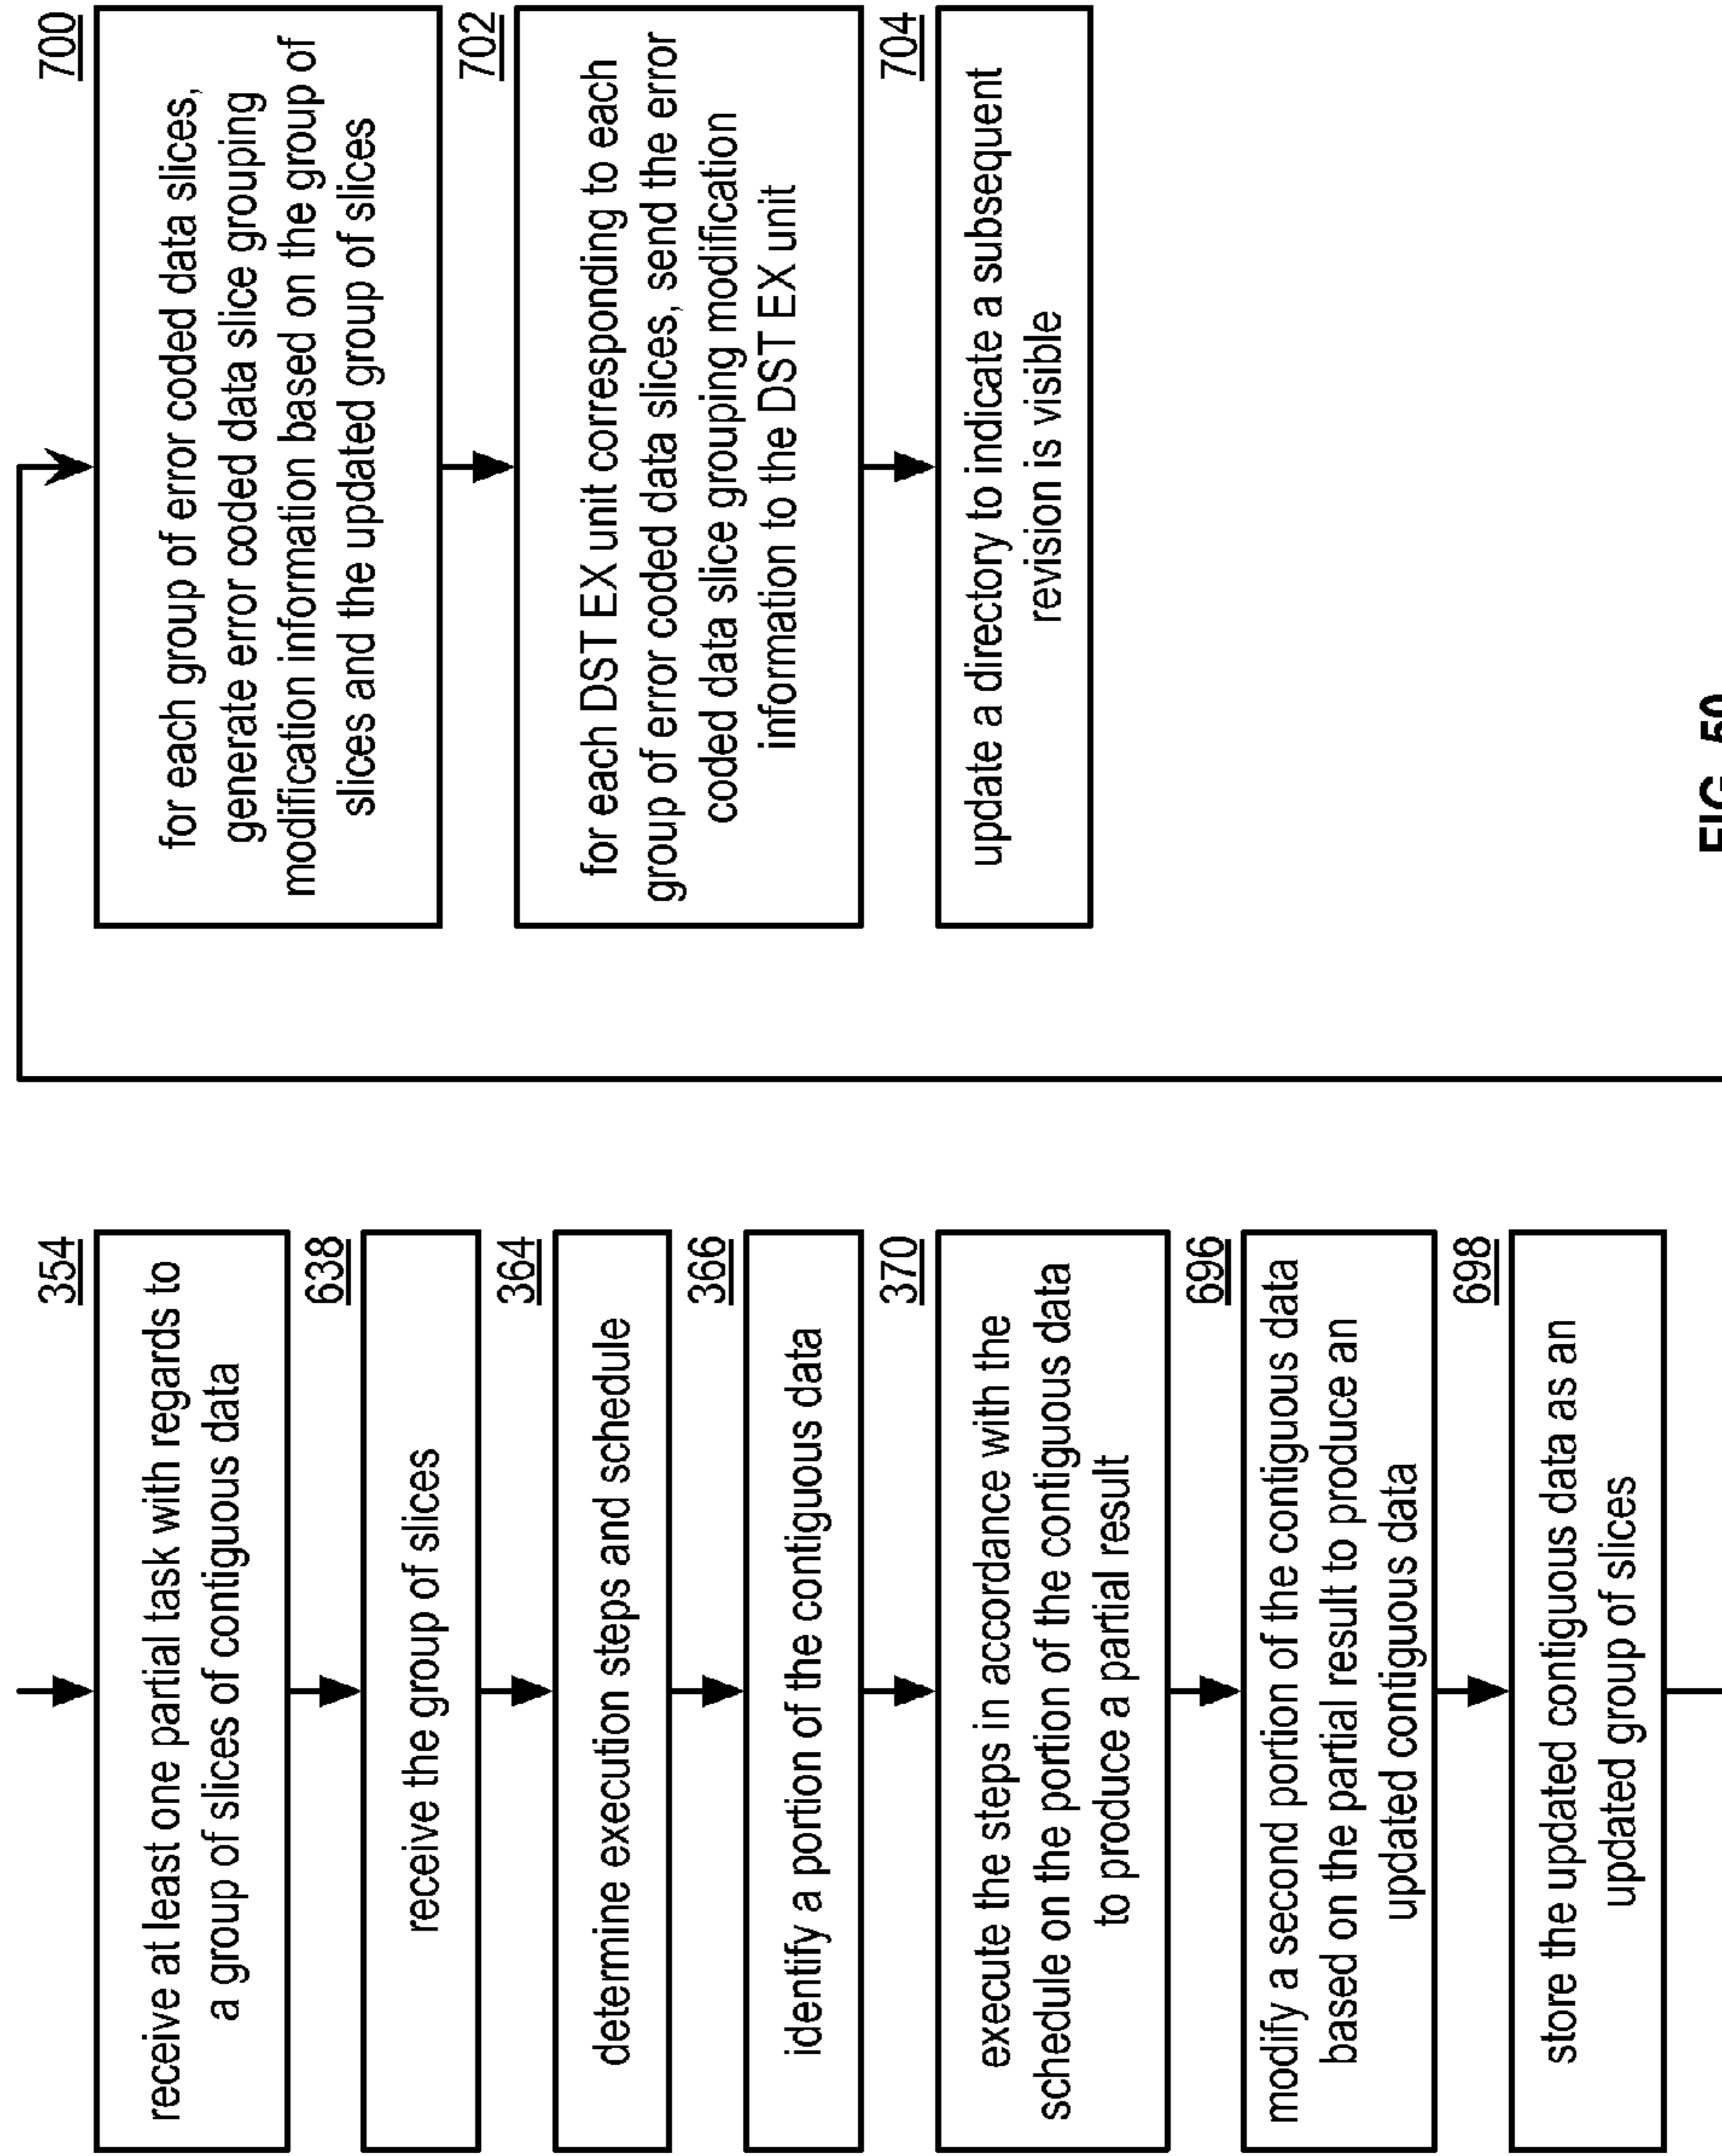 354
receive at least one partial task with regards to
a group of slices of contiguous data
638
receive the group of slices
364
determine execution steps and schedule
366
identify a portion of the contiguous data
370
execute the steps in accordance with the
schedule on the portion of the contiguous data
to produce a partial result
696
modify a second portion of the contiguous data
based on the partial result to produce an
updated contiguous data
698
store the updated contiguous data as an
updated group of slices
700
for each group of error coded data slices,
generate error coded data slice grouping
modification information based on the group of
slices and the updated group of slices
702
for each DST EX unit corresponding to each
group of error coded data slices, send the error
coded data slice grouping modification
information to the DST EX unit
704
update a directory to indicate a subsequent
revision is visible